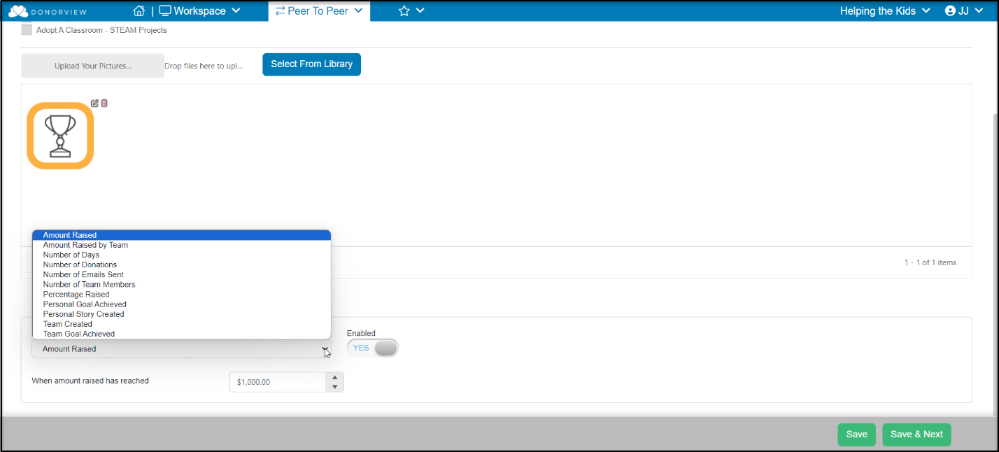 DONORVIEW | Workspace Peer To Peer Helping the Kids JJ
Adopt A Classroom - STEAM Projects
Upload Your Pictures... Drop files here to upl... Select From Library
Amount Raised
Amount Raised by Team
Number of Days
Number of Donations
Number of Emails Sent
Number of Team Members
Percentage Raised
Personal Goal Achieved
Personal Story Created
Team Created
Team Goal Achieved
1 - 1 of 1 items
Enabled
Amount Raised YES
When amount raised has reached $1,000.00
Save Save & Next